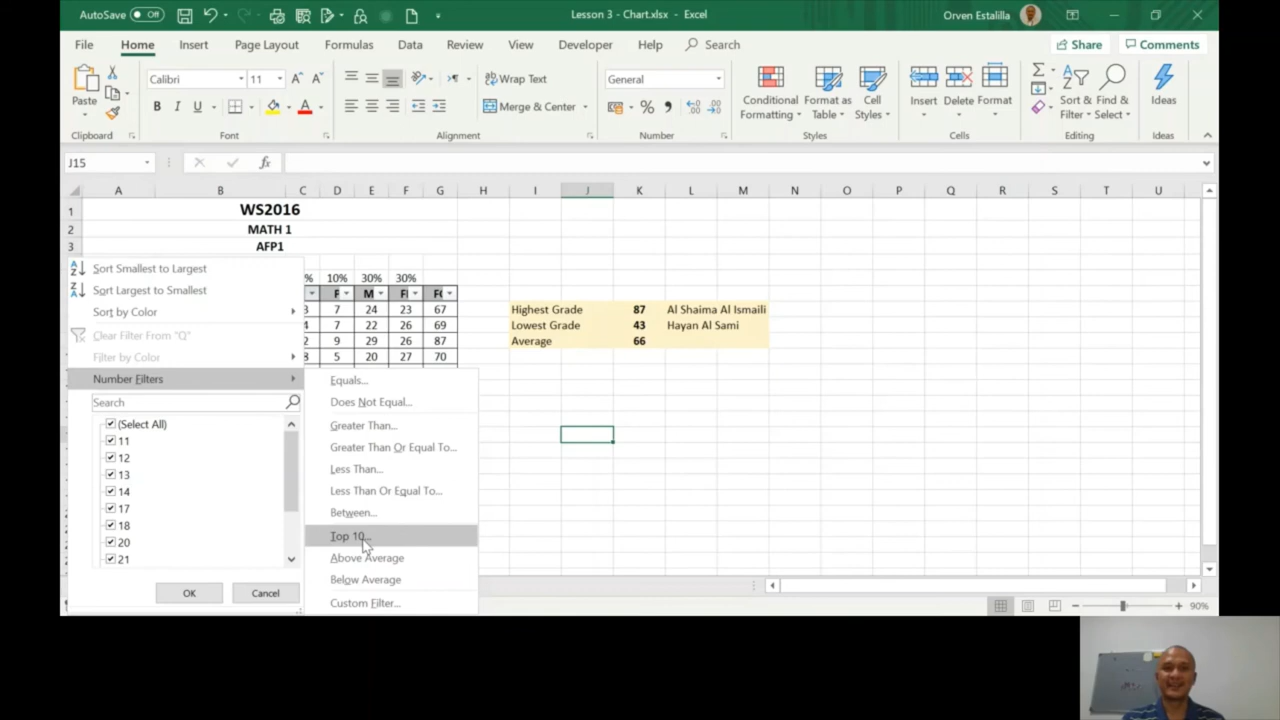 AutoSave Off Lesson 3 - Chart.xlsx - Excel Orven Estalilla
File Home Insert Page Layout Formulas Data Review View Developer Help Search Share Comments
Paste Calibri 11 A A Wrap Text General Conditional Formatting Format as Table Cell Styles Insert Delete Format Sort & Filter Find & Select Ideas
B I U A Merge & Center %
Clipboard Font Alignment Number Styles Cells Editing Ideas
J15 fx
A B C D E F G H I J K L M N O P Q R S T U
1 WS2016
2 MATH 1
3 AFP1
% 10% 30% 30%
7 24 23 67
7 22 26 69
9 29 26 87
5 20 27 70
Highest Grade 87 Al Shaima Al Ismaili
Lowest Grade 43 Hayan Al Sami
Average 66
Sort Smallest to Largest
Sort Largest to Smallest
Sort by Color
Clear Filter From "Q"
Filter by Color
Number Filters
Search
(Select All)
11
12
13
14
17
18
20
21
OK Cancel
Equals...
Does Not Equal...
Greater Than...
Greater Than Or Equal To...
Less Than...
Less Than Or Equal To...
Between...
Top 10...
Above Average
Below Average
Custom Filter...
90%